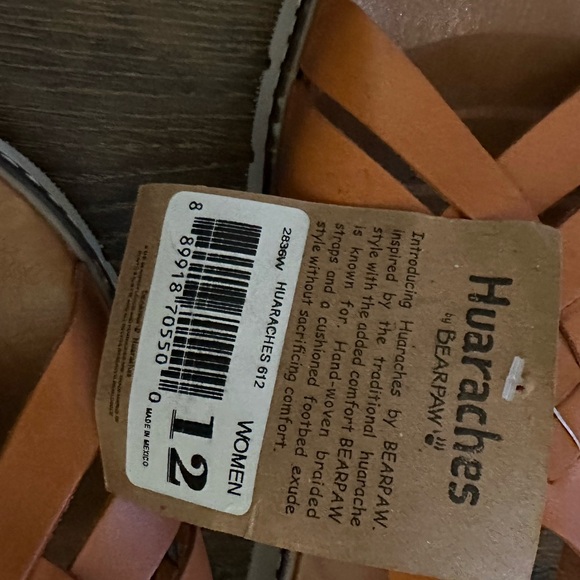 Huaraches
by BEARPAW
Introducing Huaraches by BEARPAW.
inspired by the traditional huarache
style with the added comfort BEARPAW
is known for. Hand-woven braided
straps and a cushioned footbed exude
style without sacrificing comfort.
2836W HUARACHES 612
WOMEN
12
8 89918 70550 0
MADE IN MEXICO